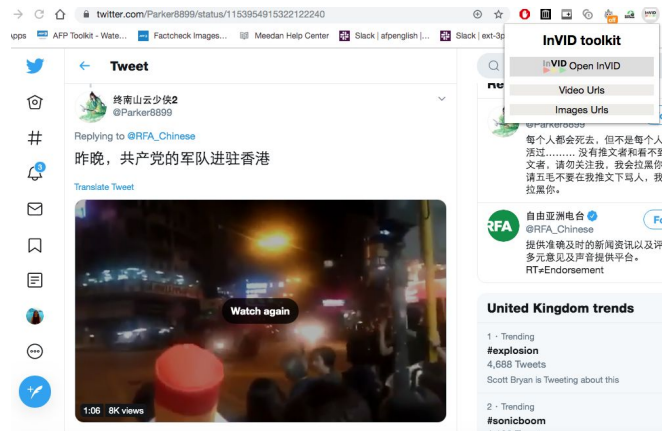 twitter.com/Parker8899/status/1153954915322122240
AFP Toolkit - Wate...
Factcheck Images...
Meedan Help Center
Slack | afpenglish |...
Slack | ext-3p
InVID toolkit
InVID Open InVID
Video Urls
Images Urls
Tweet
终南山云少侠2
@Parker8899
Replying to @RFA_Chinese
昨晚，共产党的军队进驻香港
Translate Tweet
Watch again
1:06 8K views
@Parker8899
每个人都会死去，但不是每个人
活过......... 没有推文者和看不到
文者，请勿关注我，我会拉黑你
请五毛不要在我推文下骂人，我
拉黑你。
RFA
自由亚洲电台
@RFA_Chinese
提供准确及时的新闻资讯以及评
多元意见及声音提供平台。
RT≠Endorsement
United Kingdom trends
1 · Trending
#explosion
4,688 Tweets
Scott Bryan is Tweeting about this
2 · Trending
#sonicboom